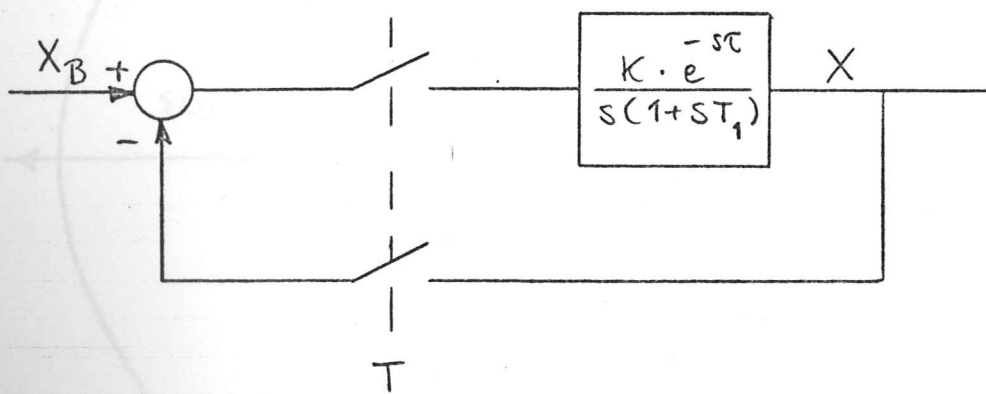 X_B +
-
K · e^{-sτ}
s(1+ST_1)
X
T